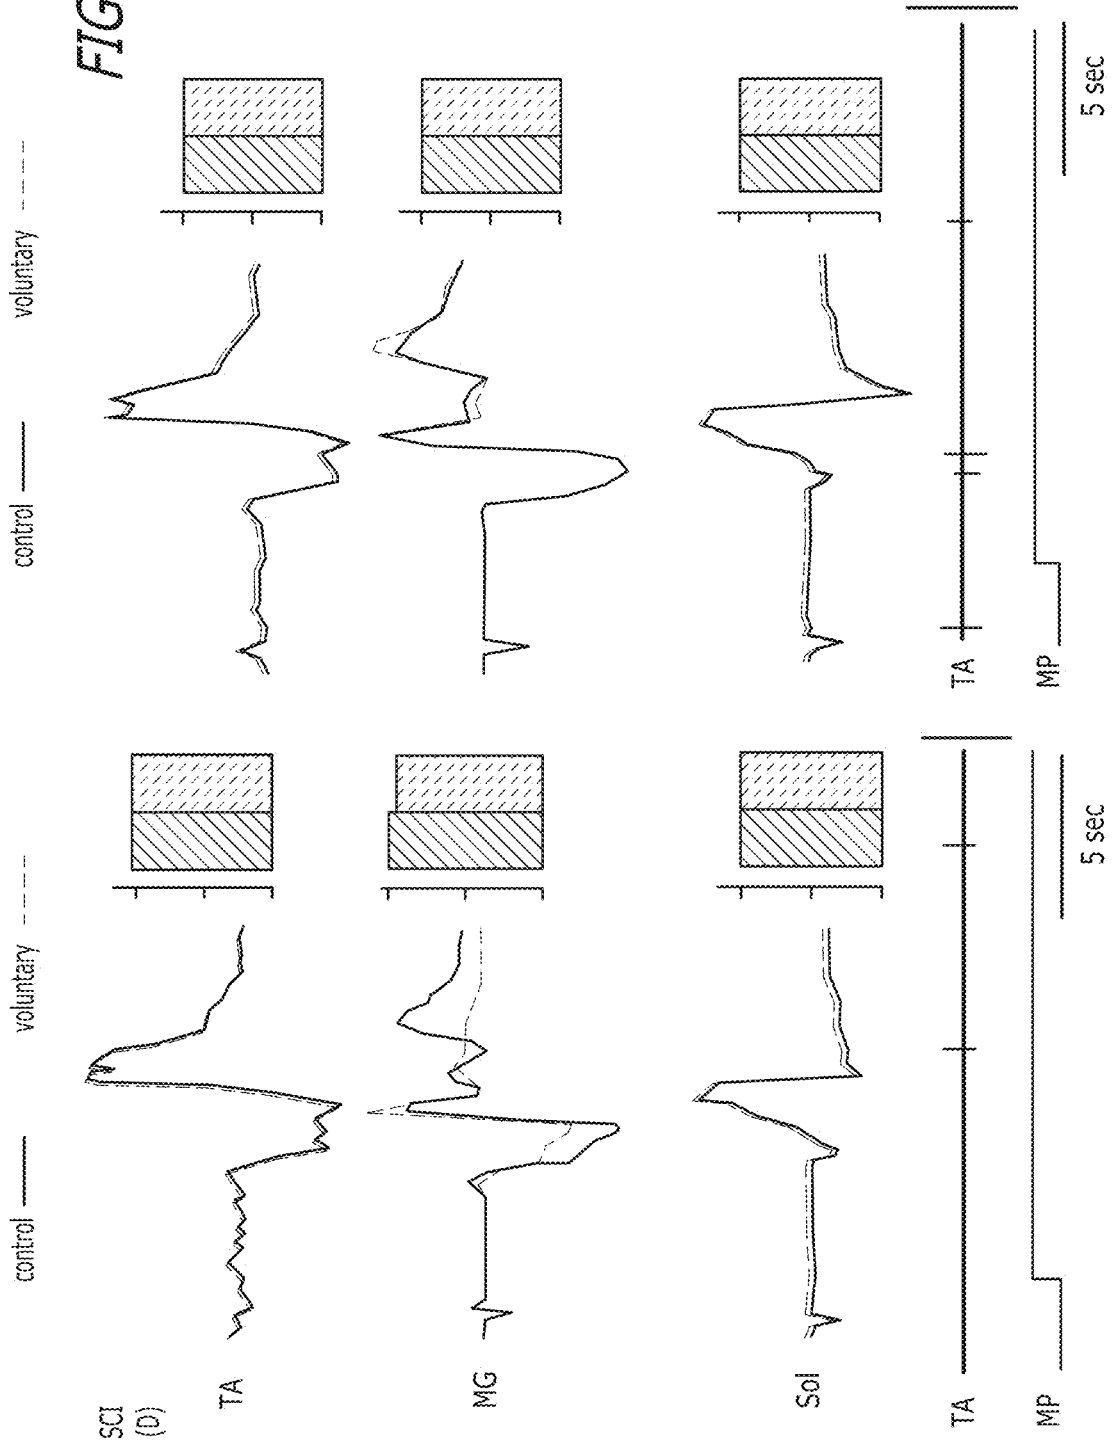 FIG
control
voluntary
control
voluntary
SCI
(D)
TA
MG
Sol
TA
TA
MP
MP
5 sec
5 sec